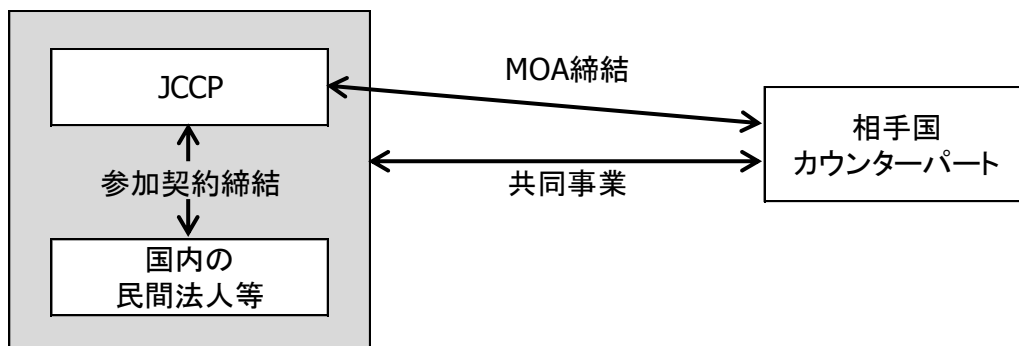 JCCP
MOA締結
相手国
カウンターパート
参加契約締結
共同事業
国内の
民間法人等